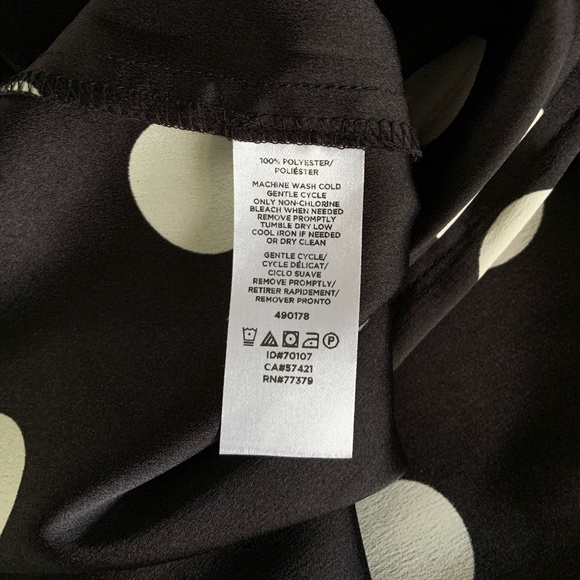 100% POLYESTER/
POLIÉSTER
MACHINE WASH COLD
GENTLE CYCLE
ONLY NON-CHLORINE
BLEACH WHEN NEEDED
REMOVE PROMPTLY
TUMBLE DRY LOW
COOL IRON IF NEEDED
OR DRY CLEAN
GENTLE CYCLE/
CYCLE DÉLICAT/
CICLO SUAVE
REMOVE PROMPTLY/
RETIRER RAPIDEMENT/
REMOVER PRONTO
490178
P
ID#70107
CA#57421
RN#77379